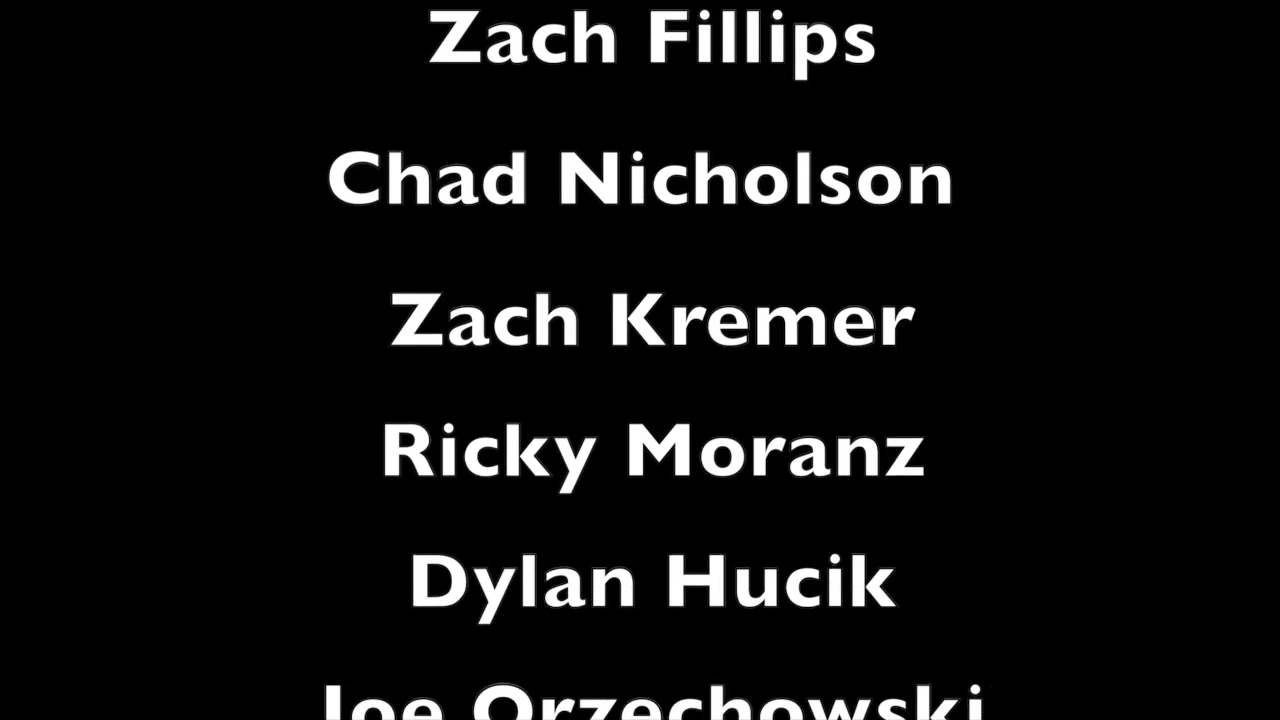 Zach Fillips
Chad Nicholson
Zach Kremer
Ricky Moranz
Dylan Hucik
Joe Orzechowski